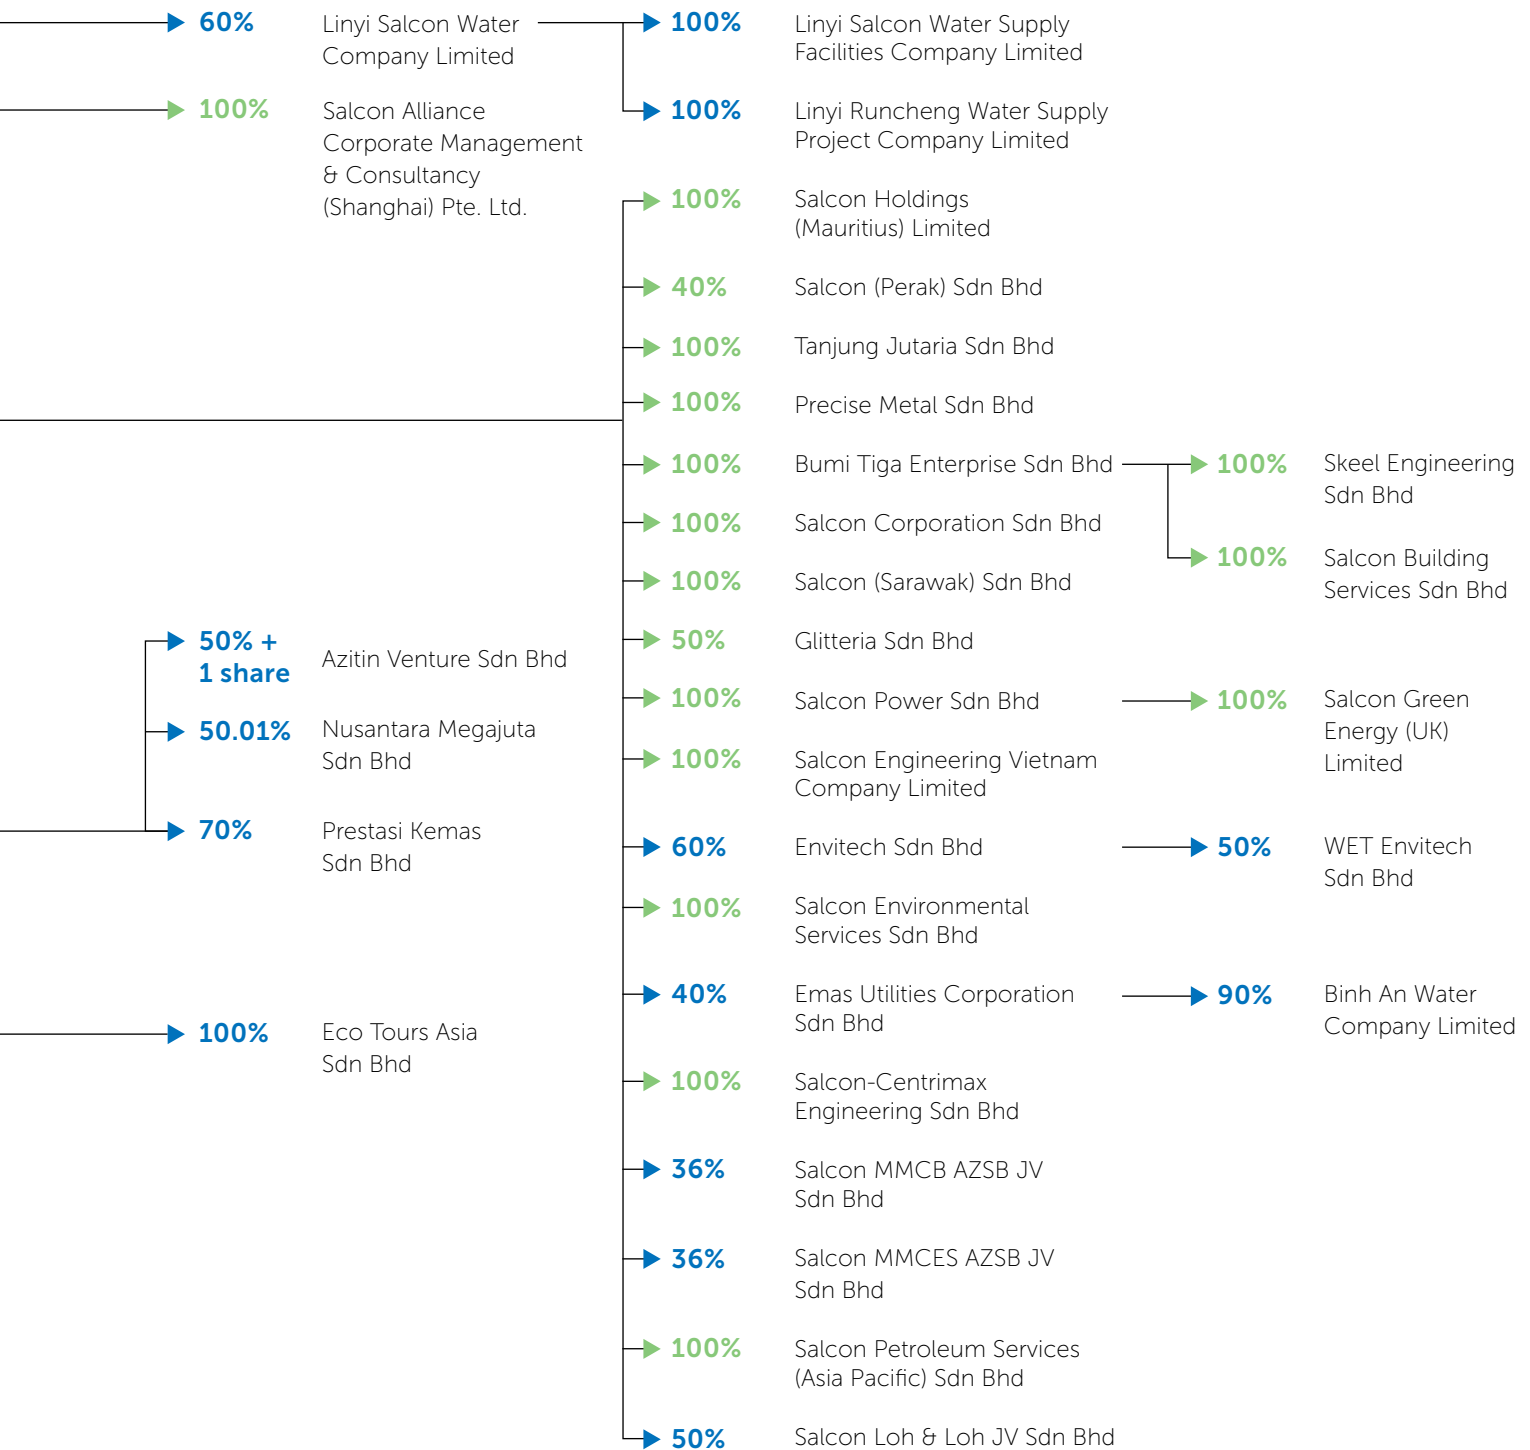 60%
Linyi Salcon Water
Company Limited
100%
Linyi Salcon Water Supply
Facilities Company Limited
100%
Linyi Runcheng Water Supply
Project Company Limited
100%
Salcon Alliance
Corporate Management
& Consultancy
(Shanghai) Pte. Ltd.
100%
Salcon Holdings
(Mauritius) Limited
40%
Salcon (Perak) Sdn Bhd
100%
Tanjung Jutaria Sdn Bhd
100%
Precise Metal Sdn Bhd
100%
Bumi Tiga Enterprise Sdn Bhd
100%
Skeel Engineering
Sdn Bhd
100%
Salcon Building
Services Sdn Bhd
100%
Salcon Corporation Sdn Bhd
100%
Salcon (Sarawak) Sdn Bhd
50%
Glitteria Sdn Bhd
100%
Salcon Power Sdn Bhd
100%
Salcon Green
Energy (UK)
Limited
100%
Salcon Engineering Vietnam
Company Limited
60%
Envitech Sdn Bhd
50%
WET Envitech
Sdn Bhd
100%
Salcon Environmental
Services Sdn Bhd
40%
Emas Utilities Corporation
Sdn Bhd
90%
Binh An Water
Company Limited
100%
Salcon-Centrimax
Engineering Sdn Bhd
36%
Salcon MMCB AZSB JV
Sdn Bhd
36%
Salcon MMCES AZSB JV
Sdn Bhd
100%
Salcon Petroleum Services
(Asia Pacific) Sdn Bhd
50%
Salcon Loh & Loh JV Sdn Bhd
50% +
1 share
Azitin Venture Sdn Bhd
50.01%
Nusantara Megajuta
Sdn Bhd
70%
Prestasi Kemas
Sdn Bhd
100%
Eco Tours Asia
Sdn Bhd